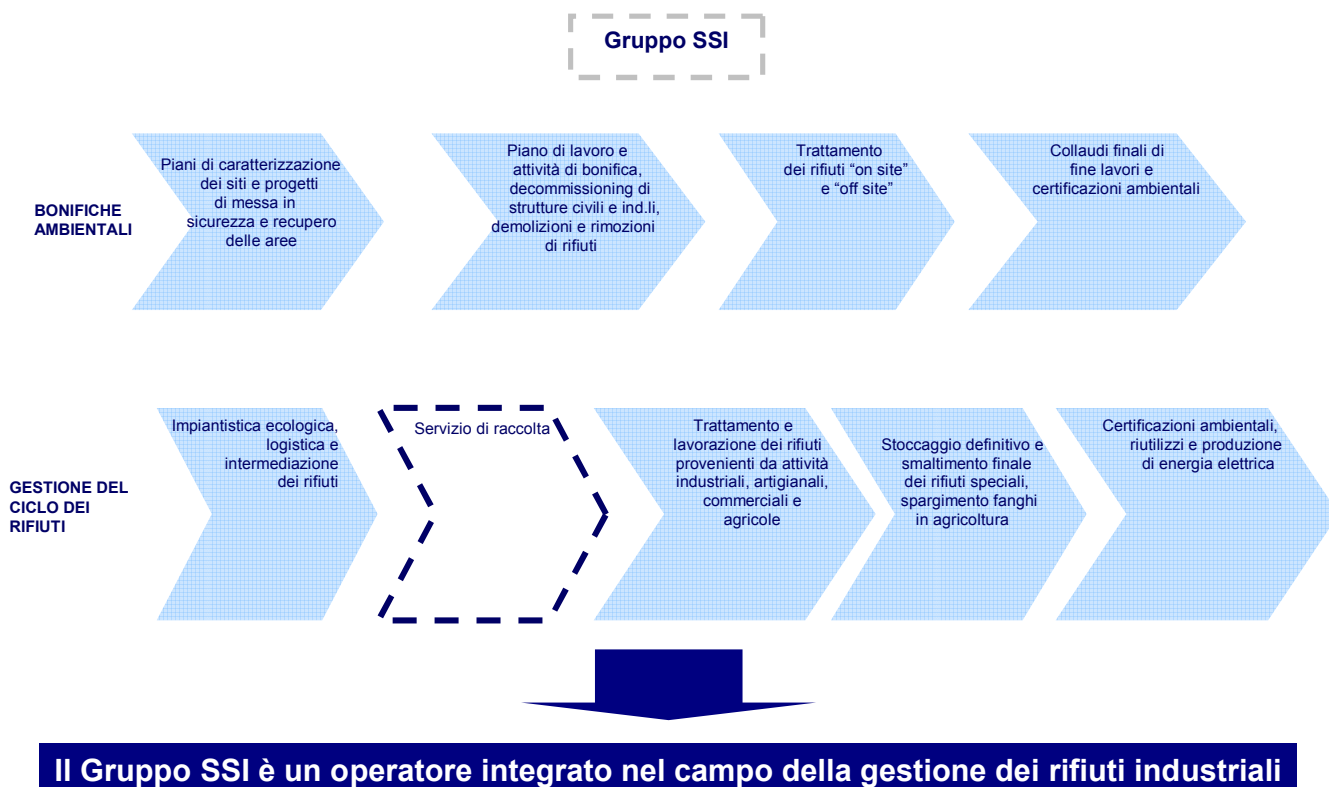 Gruppo SSI
BONIFICHE
AMBIENTALI
Piani di caratterizzazione
dei siti e progetti
di messa in
sicurezza e recupero
delle aree
Piano di lavoro e
attività di bonifica,
decommissioning di
strutture civili e ind.li,
demolizioni e rimozioni
di rifiuti
Trattamento
dei rifiuti “on site”
e “off site”
Collaudi finali di
fine lavori e
certificazioni ambientali
GESTIONE DEL
CICLO DEI
RIFIUTI
Impiantistica ecologica,
logistica e
intermediazione
dei rifiuti
Servizio di raccolta
Trattamento e
lavorazione dei rifiuti
provenienti da attività
industriali, artigianali,
commerciali e
agricole
Stoccaggio definitivo e
smaltimento finale
dei rifiuti speciali,
spargimento fanghi
in agricoltura
Certificazioni ambientali,
riutilizzi e produzione
di energia elettrica
Il Gruppo SSI è un operatore integrato nel campo della gestione dei rifiuti industriali